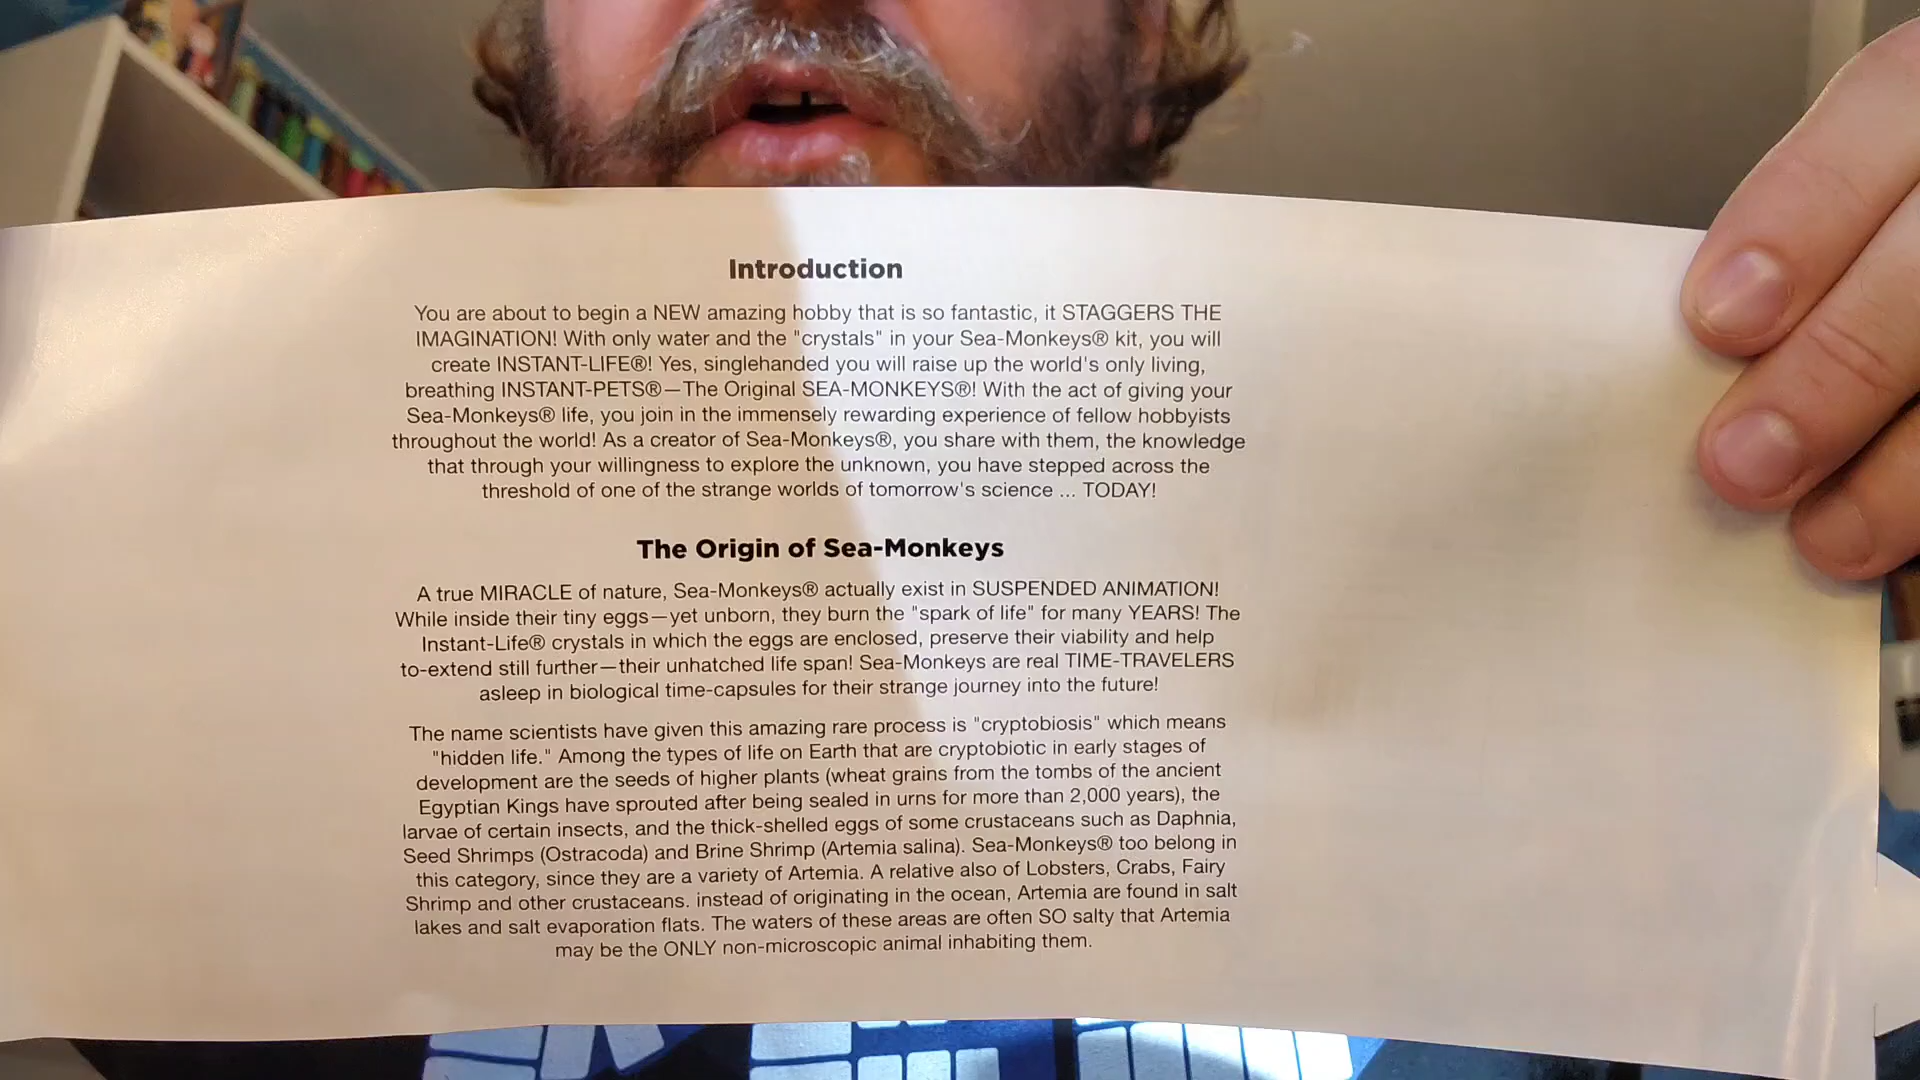 Introduction
You are about to begin a NEW amazing hobby that is so fantastic, it STAGGERS THE
IMAGINATION! With only water and the "crystals" in your Sea-Monkeys® kit, you will
create INSTANT-LIFE®! Yes, singlehanded you will raise up the world's only living,
breathing INSTANT-PETS®—The Original SEA-MONKEYS®! With the act of giving your
Sea-Monkeys® life, you join in the immensely rewarding experience of fellow hobbyists
throughout the world! As a creator of Sea-Monkeys®, you share with them, the knowledge
that through your willingness to explore the unknown, you have stepped across the
threshold of one of the strange worlds of tomorrow's science ... TODAY!
The Origin of Sea-Monkeys
A true MIRACLE of nature, Sea-Monkeys® actually exist in SUSPENDED ANIMATION!
While inside their tiny eggs—yet unborn, they burn the "spark of life" for many YEARS! The
Instant-Life® crystals in which the eggs are enclosed, preserve their viability and help
to-extend still further—their unhatched life span! Sea-Monkeys are real TIME-TRAVELERS
asleep in biological time-capsules for their strange journey into the future!
The name scientists have given this amazing rare process is "cryptobiosis" which means
"hidden life." Among the types of life on Earth that are cryptobiotic in early stages of
development are the seeds of higher plants (wheat grains from the tombs of the ancient
Egyptian Kings have sprouted after being sealed in urns for more than 2,000 years), the
larvae of certain insects, and the thick-shelled eggs of some crustaceans such as Daphnia,
Seed Shrimps (Ostracoda) and Brine Shrimp (Artemia salina). Sea-Monkeys® too belong in
this category, since they are a variety of Artemia. A relative also of Lobsters, Crabs, Fairy
Shrimp and other crustaceans. instead of originating in the ocean, Artemia are found in salt
lakes and salt evaporation flats. The waters of these areas are often SO salty that Artemia
may be the ONLY non-microscopic animal inhabiting them.